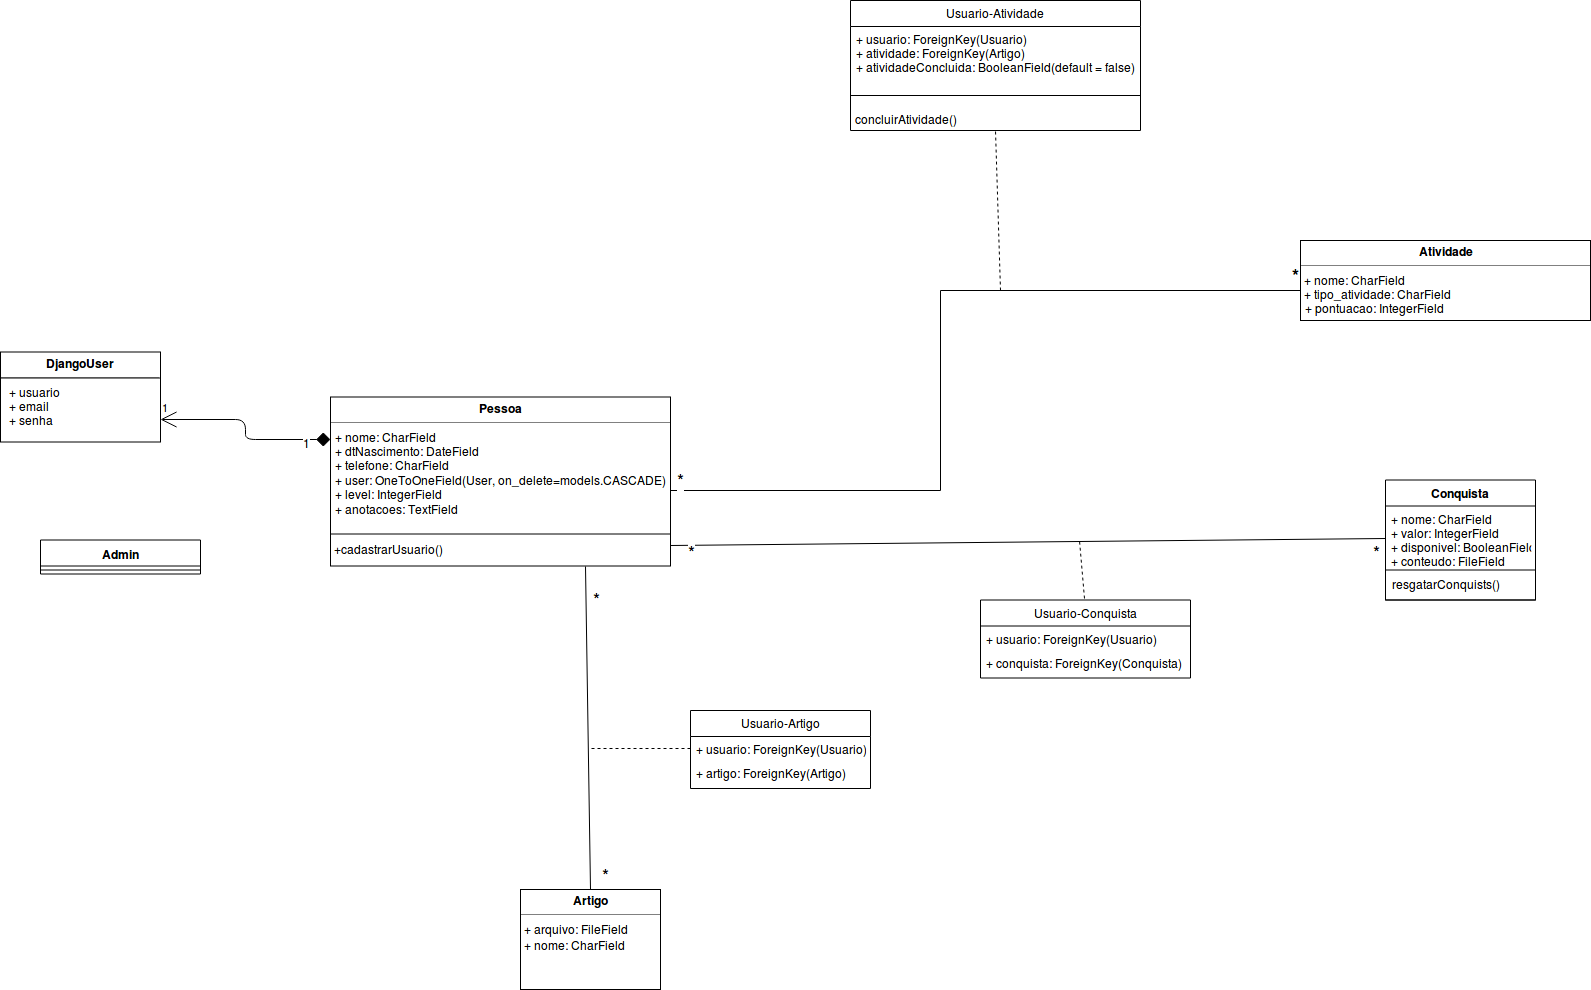 Usuario-Atividade
+ usuario: ForeignKey(Usuario)
+ atividade: ForeignKey(Artigo)
+ atividadeConcluida: BooleanField(default = false)
concluirAtividade()
Atividade
*
+ nome: CharField
+ tipo_atividade: CharField
+ pontuacao: IntegerField
DjangoUser
+ usuario
+ email
+ senha
1
1
Pessoa
+ nome: CharField
+ dtNascimento: DateField
+ telefone: CharField
+ user: OneToOneField(User, on_delete=models.CASCADE)
+ level: IntegerField
+ anotacoes: TextField
+cadastrarUsuario()
*
*
*
Conquista
+ nome: CharField
+ valor: IntegerField
+ disponivel: BooleanFiel
+ conteudo: FileField
resgatarConquists()
*
Admin
Usuario-Conquista
+ usuario: ForeignKey(Usuario)
+ conquista: ForeignKey(Conquista)
Usuario-Artigo
+ usuario: ForeignKey(Usuario)
+ artigo: ForeignKey(Artigo)
*
Artigo
+ arquivo: FileField
+ nome: CharField